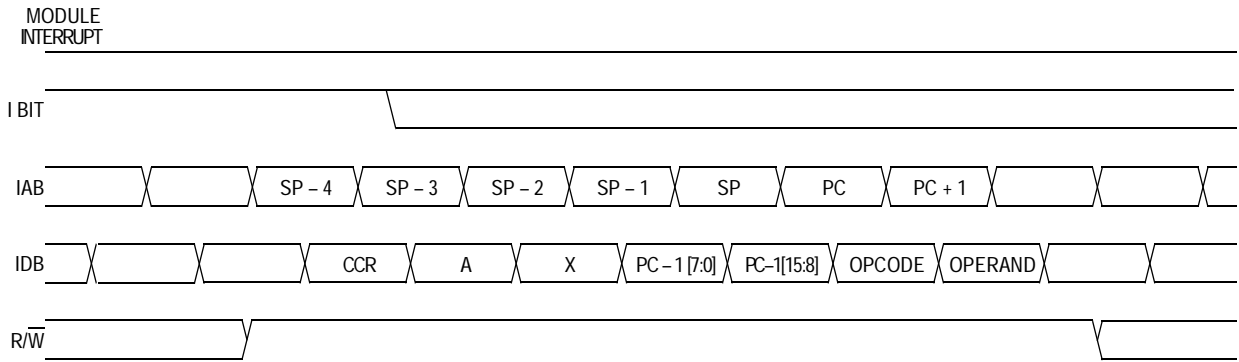 MODULE
INTERRUPT
I BIT
IAB SP – 4 SP – 3 SP – 2 SP – 1 SP PC PC + 1
IDB CCR A X PC – 1 [7:0] PC–1[15:8] OPCODE OPERAND
R/W̅